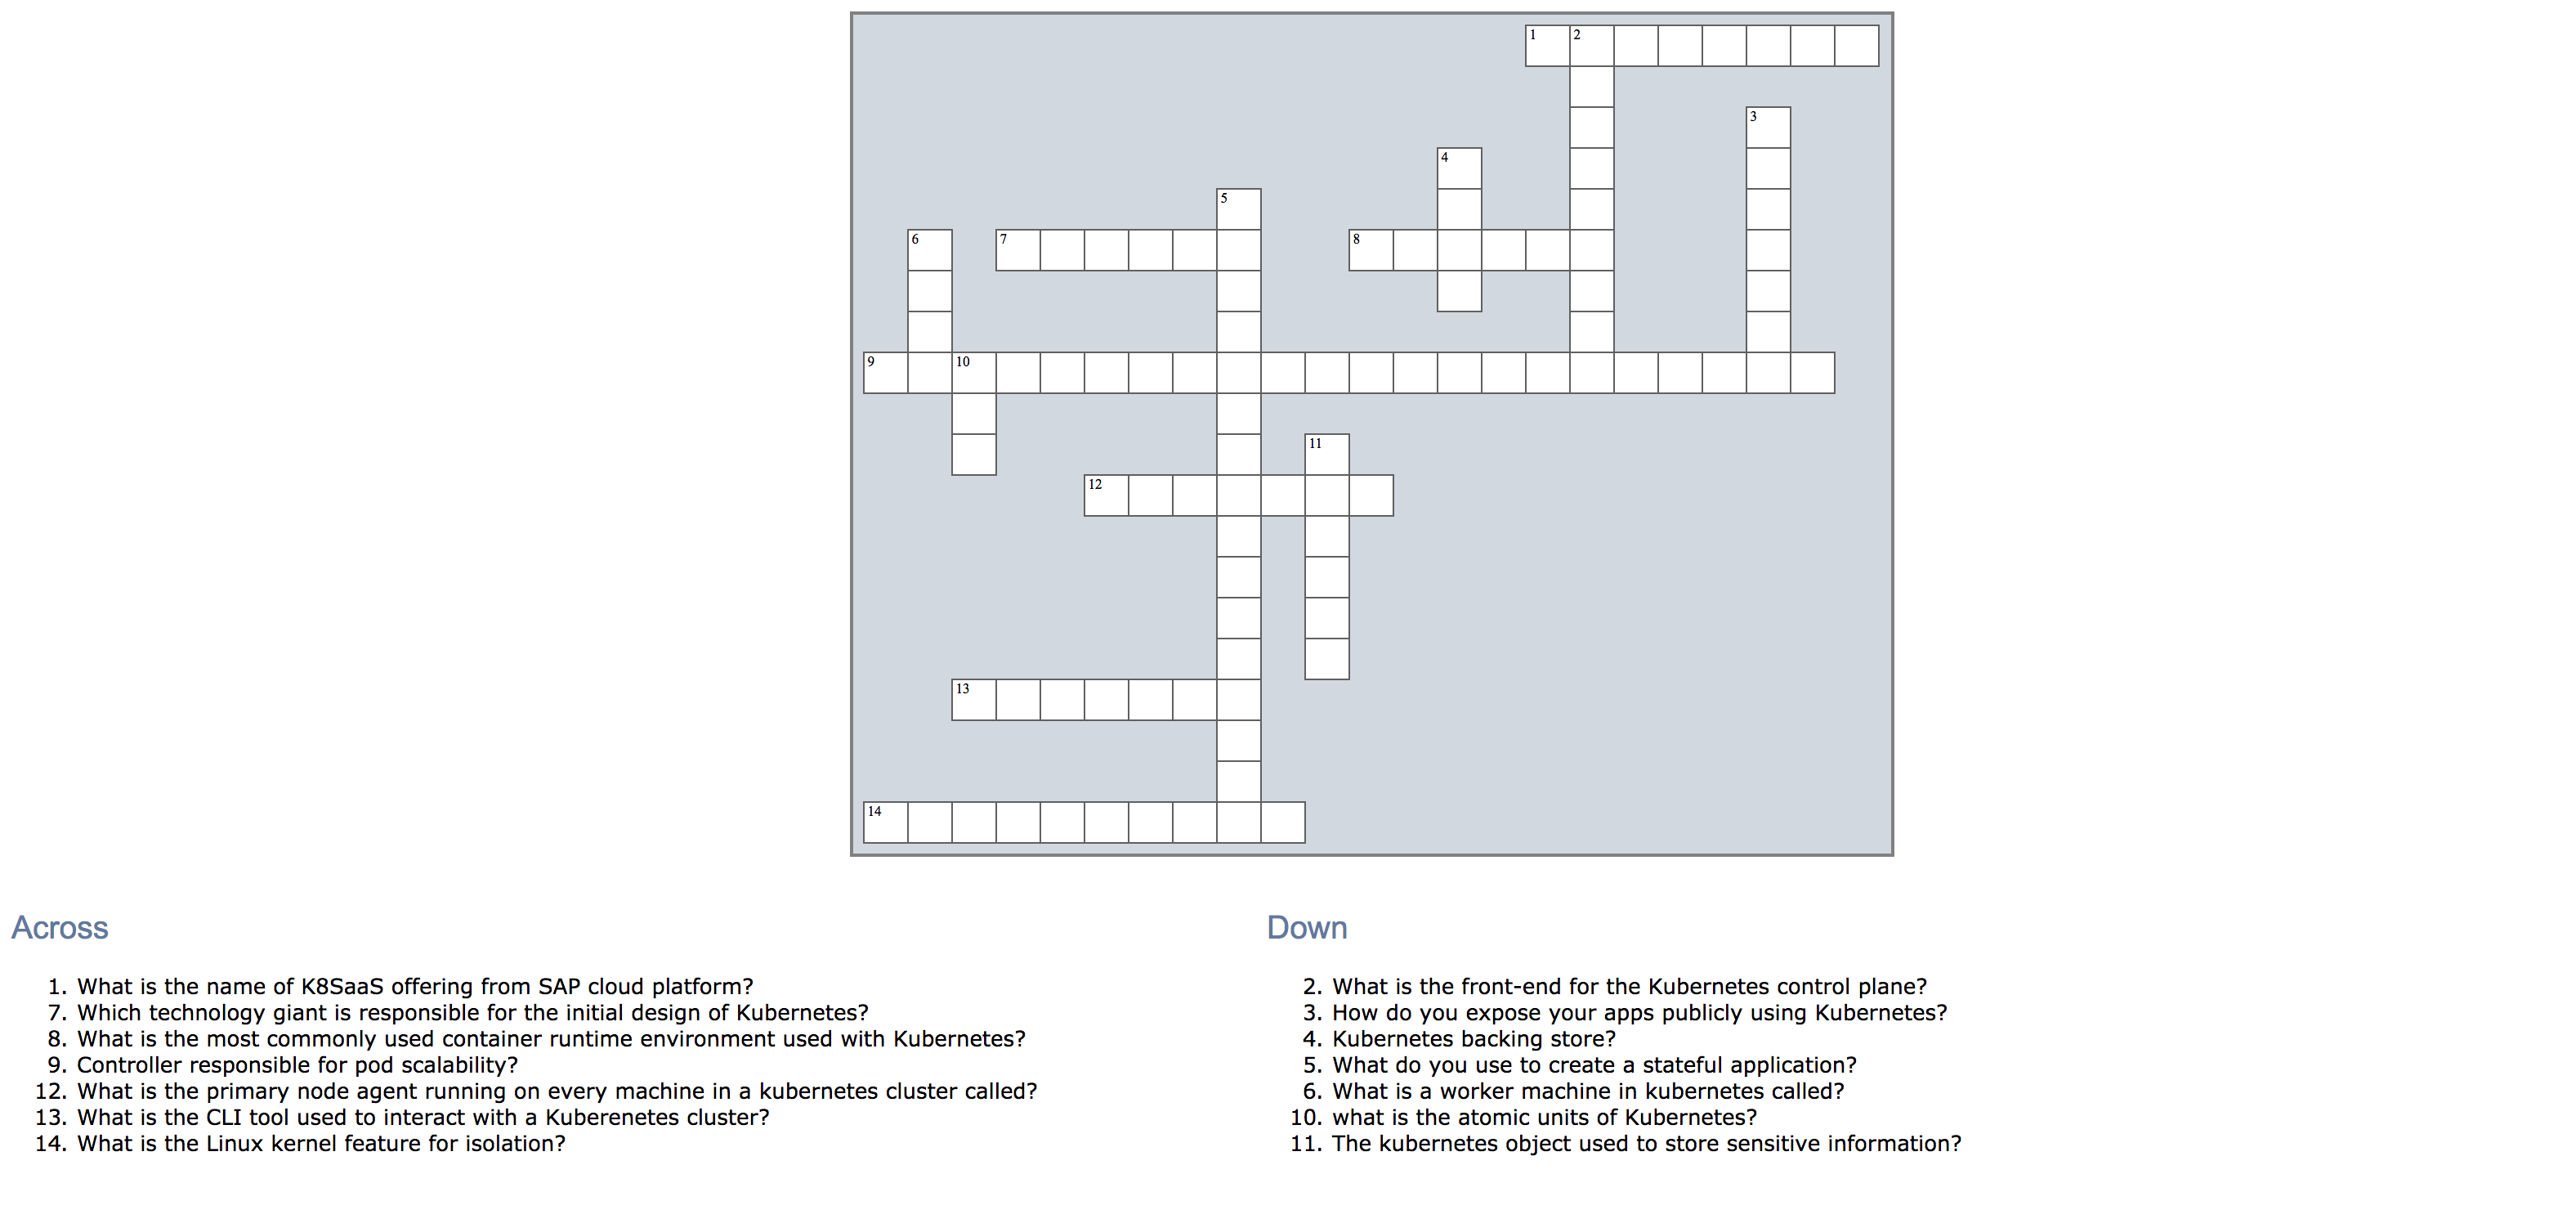 1 2
3
4
5
6 7 8
9 10
11
12
13
14
Across
1. What is the name of K8SaaS offering from SAP cloud platform?
7. Which technology giant is responsible for the initial design of Kubernetes?
8. What is the most commonly used container runtime environment used with Kubernetes?
9. Controller responsible for pod scalability?
12. What is the primary node agent running on every machine in a kubernetes cluster called?
13. What is the CLI tool used to interact with a Kuberenetes cluster?
14. What is the Linux kernel feature for isolation?
Down
2. What is the front-end for the Kubernetes control plane?
3. How do you expose your apps publicly using Kubernetes?
4. Kubernetes backing store?
5. What do you use to create a stateful application?
6. What is a worker machine in kubernetes called?
10. what is the atomic units of Kubernetes?
11. The kubernetes object used to store sensitive information?